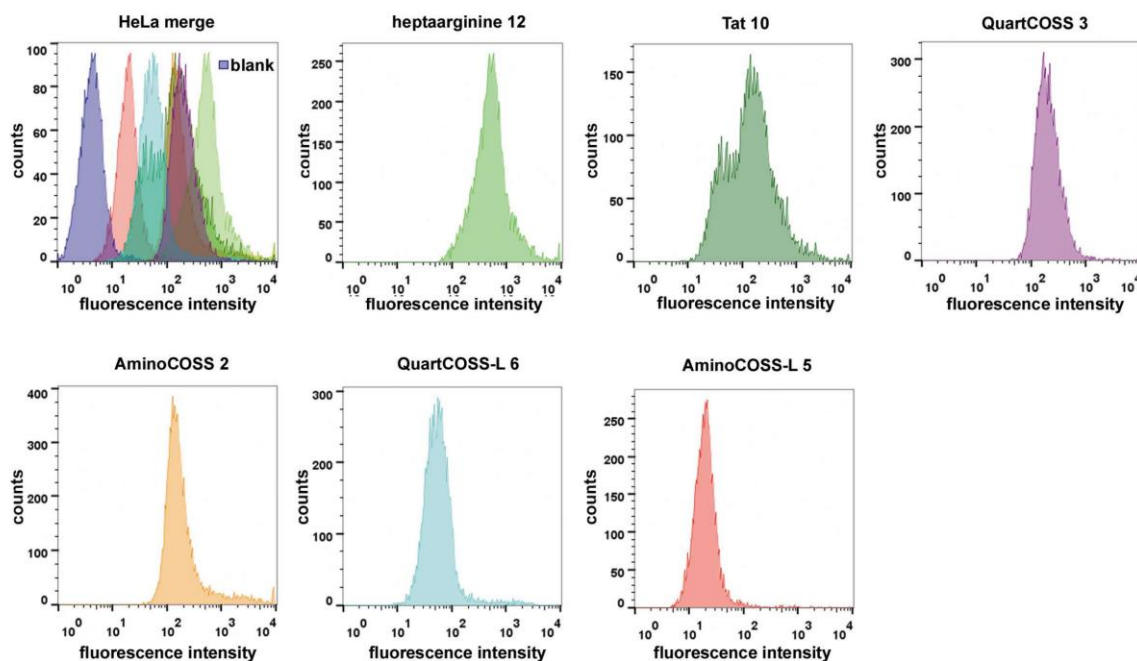 HeLa merge
100
80
60
40
20
0
counts
blank
10^0 10^1 10^2 10^3 10^4
fluorescence intensity
heptaarginine 12
250
200
150
100
50
0
counts
10^0 10^1 10^2 10^3 10^4
fluorescence intensity
Tat 10
150
100
50
0
counts
10^0 10^1 10^2 10^3 10^4
fluorescence intensity
QuartCOSS 3
300
200
100
0
counts
10^0 10^1 10^2 10^3 10^4
fluorescence intensity
AminoCOSS 2
400
300
200
100
0
counts
10^0 10^1 10^2 10^3 10^4
fluorescence intensity
QuartCOSS-L 6
300
200
100
0
counts
10^0 10^1 10^2 10^3 10^4
fluorescence intensity
AminoCOSS-L 5
250
200
150
100
50
0
counts
10^0 10^1 10^2 10^3 10^4
fluorescence intensity